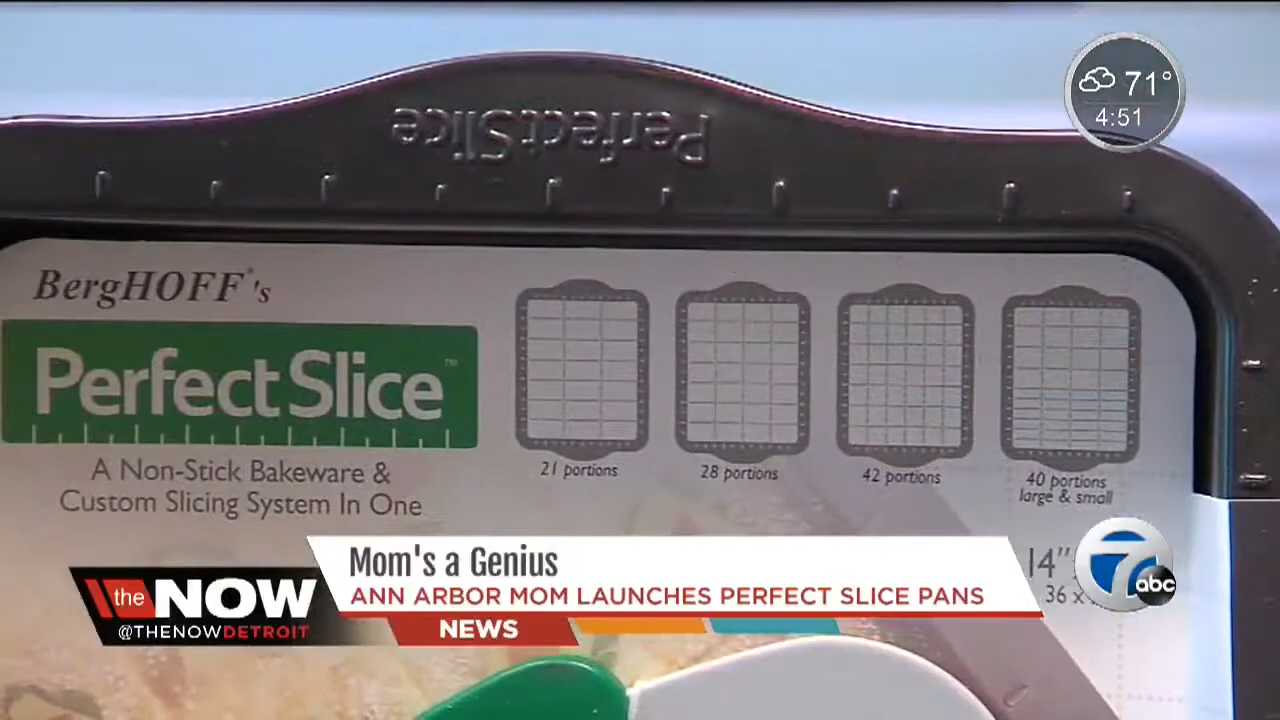 71°
4:51
PerfectSlice
BergHOFF®'s
PerfectSlice™
A Non-Stick Bakeware &
Custom Slicing System In One
21 portions
28 portions
42 portions
40 portions
large & small
14"
36 x
Mom's a Genius
ANN ARBOR MOM LAUNCHES PERFECT SLICE PANS
NEWS
the NOW
@THENOWDETROIT
7 abc